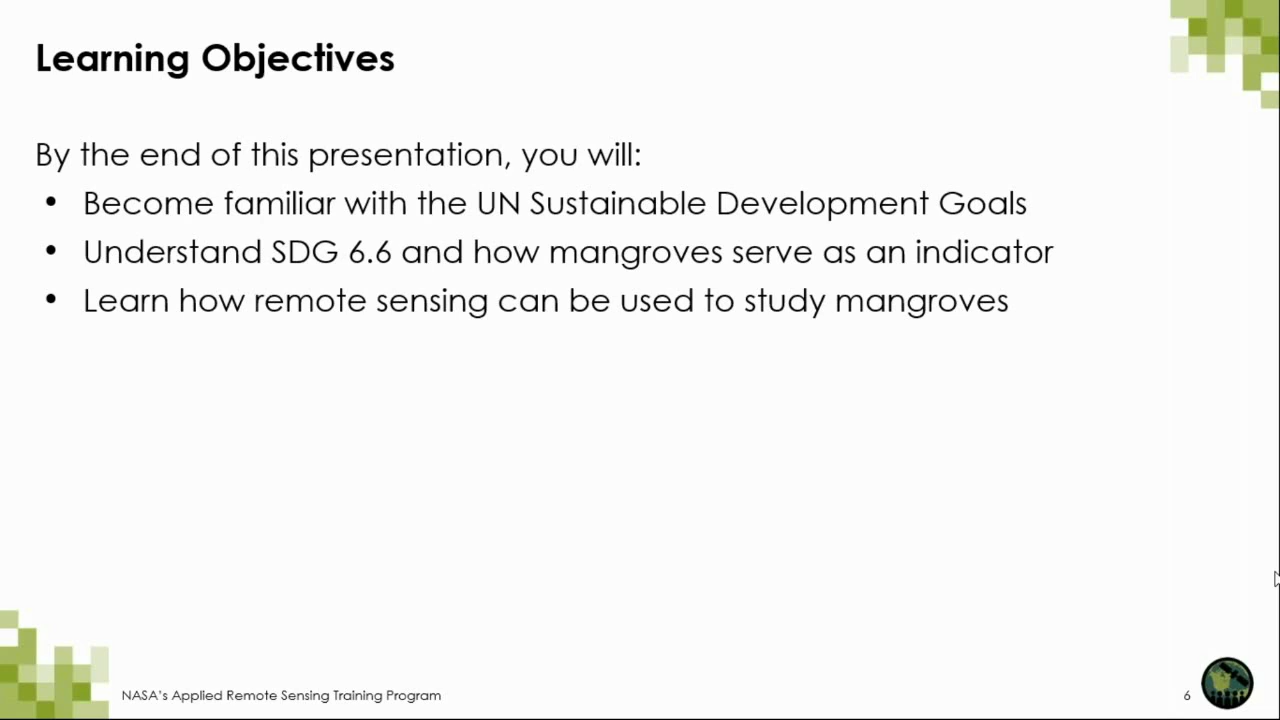 Learning Objectives
By the end of this presentation, you will:
• Become familiar with the UN Sustainable Development Goals
• Understand SDG 6.6 and how mangroves serve as an indicator
• Learn how remote sensing can be used to study mangroves
NASA's Applied Remote Sensing Training Program
6